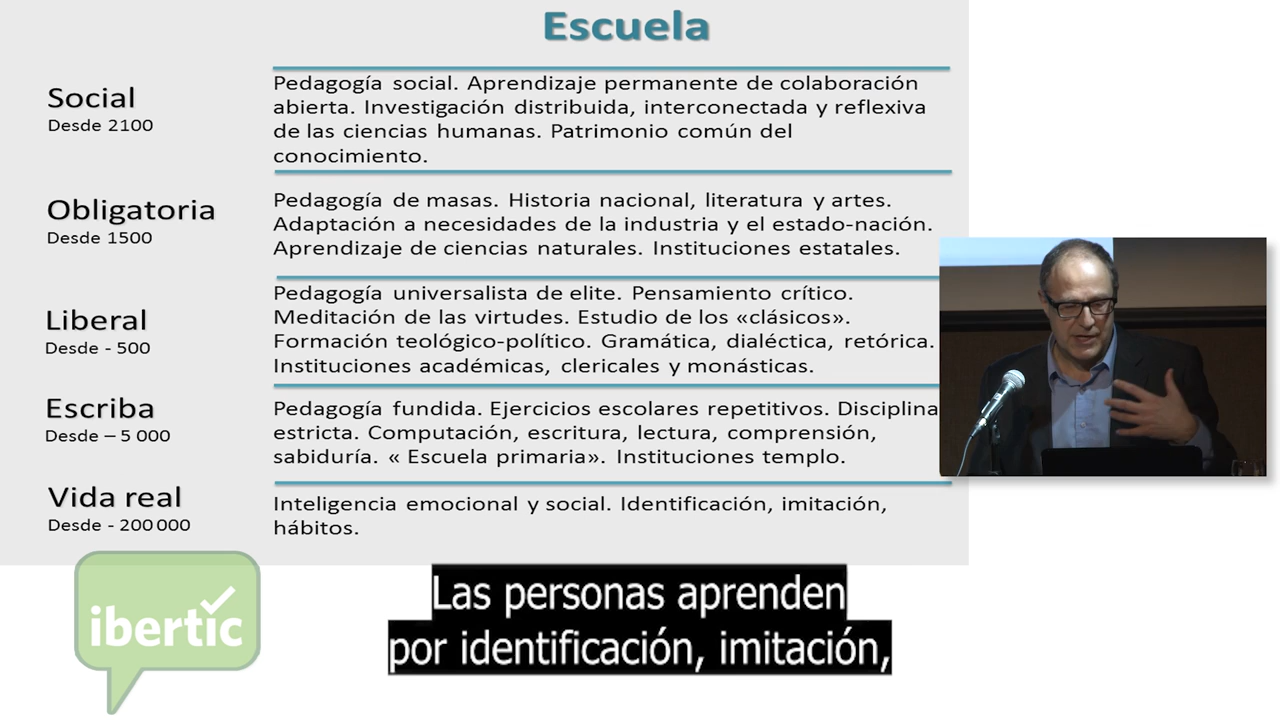 Escuela
Social
Desde 2100
Pedagogía social. Aprendizaje permanente de colaboración
abierta. Investigación distribuida, interconectada y reflexiva
de las ciencias humanas. Patrimonio común del
conocimiento.
Obligatoria
Desde 1500
Pedagogía de masas. Historia nacional, literatura y artes.
Adaptación a necesidades de la industria y el estado-nación.
Aprendizaje de ciencias naturales. Instituciones estatales.
Liberal
Desde - 500
Pedagogía universalista de elite. Pensamiento crítico.
Meditación de las virtudes. Estudio de los «clásicos».
Formación teológico-político. Gramática, dialéctica, retórica.
Instituciones académicas, clericales y monásticas.
Escriba
Desde – 5 000
Pedagogía fundida. Ejercicios escolares repetitivos. Disciplina
estricta. Computación, escritura, lectura, comprensión,
sabiduría. « Escuela primaria». Instituciones templo.
Vida real
Desde - 200 000
Inteligencia emocional y social. Identificación, imitación,
hábitos.
ibertic
Las personas aprenden
por identificación, imitación,